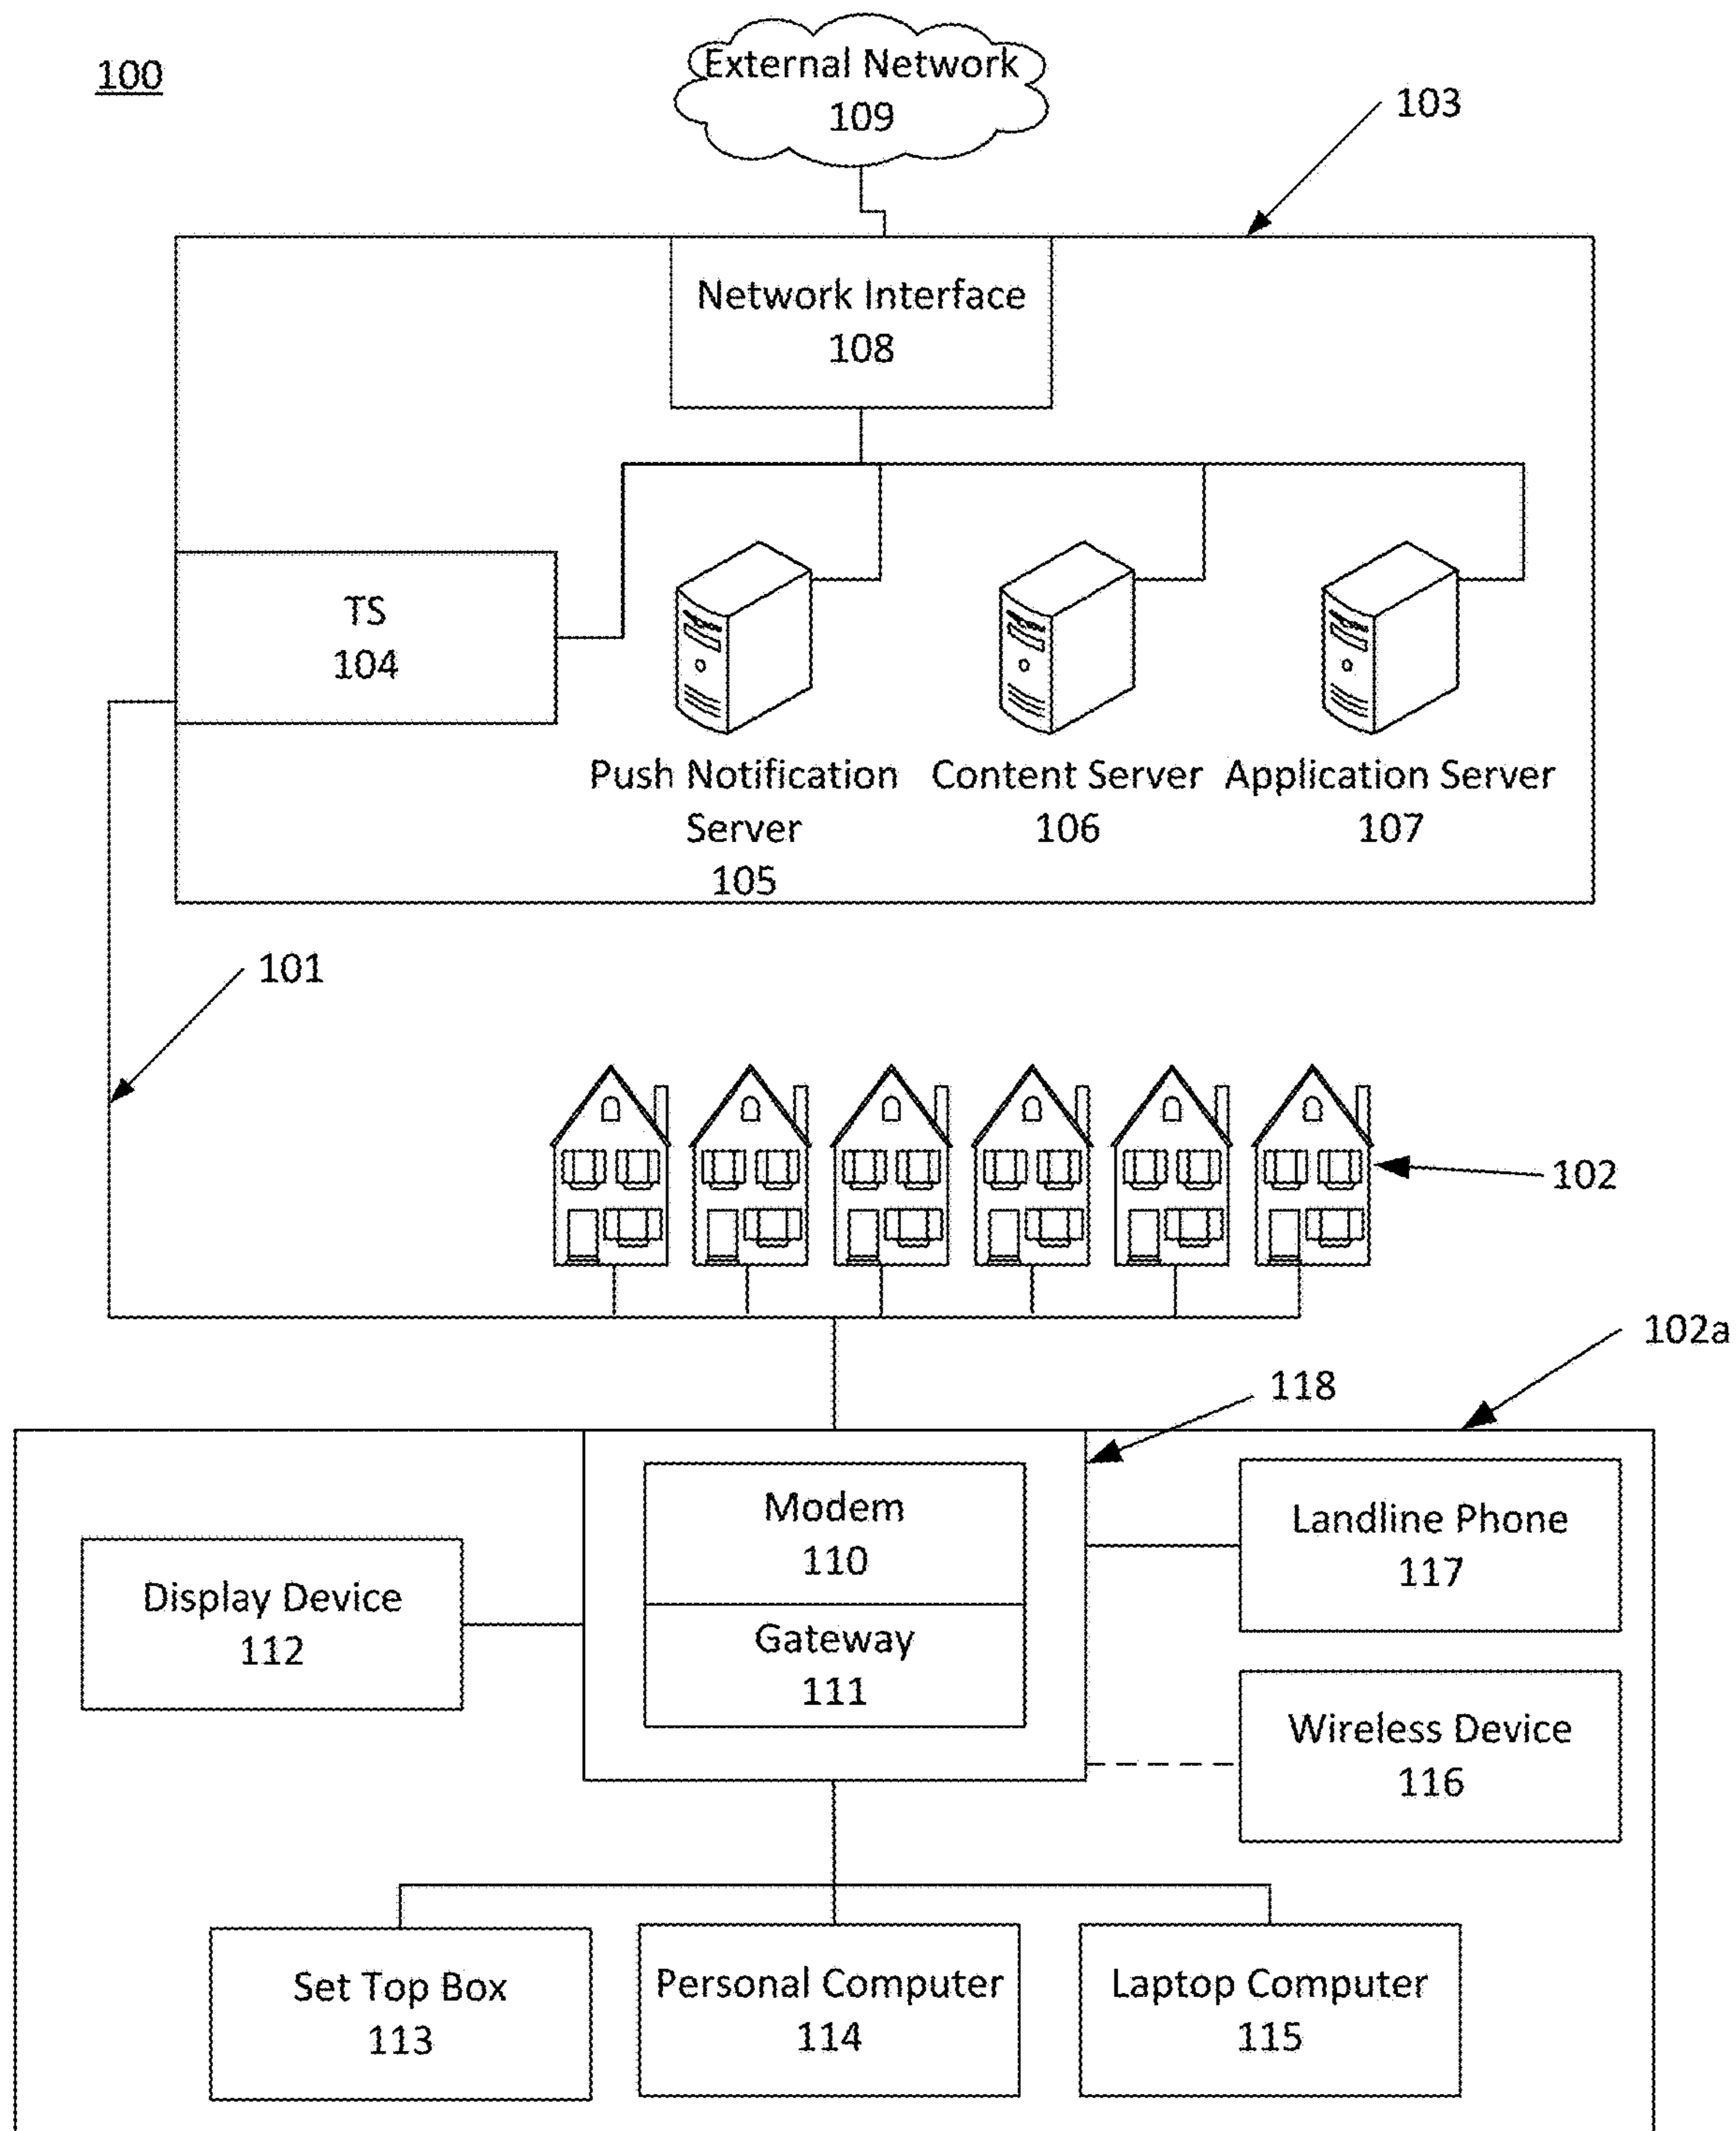 100
External Network
109
103
Network Interface
108
TS
104
Push Notification
Server
105
Content Server
106
Application Server
107
101
102
102a
118
Modem
110
Gateway
111
Landline Phone
117
Display Device
112
Wireless Device
116
Set Top Box
113
Personal Computer
114
Laptop Computer
115